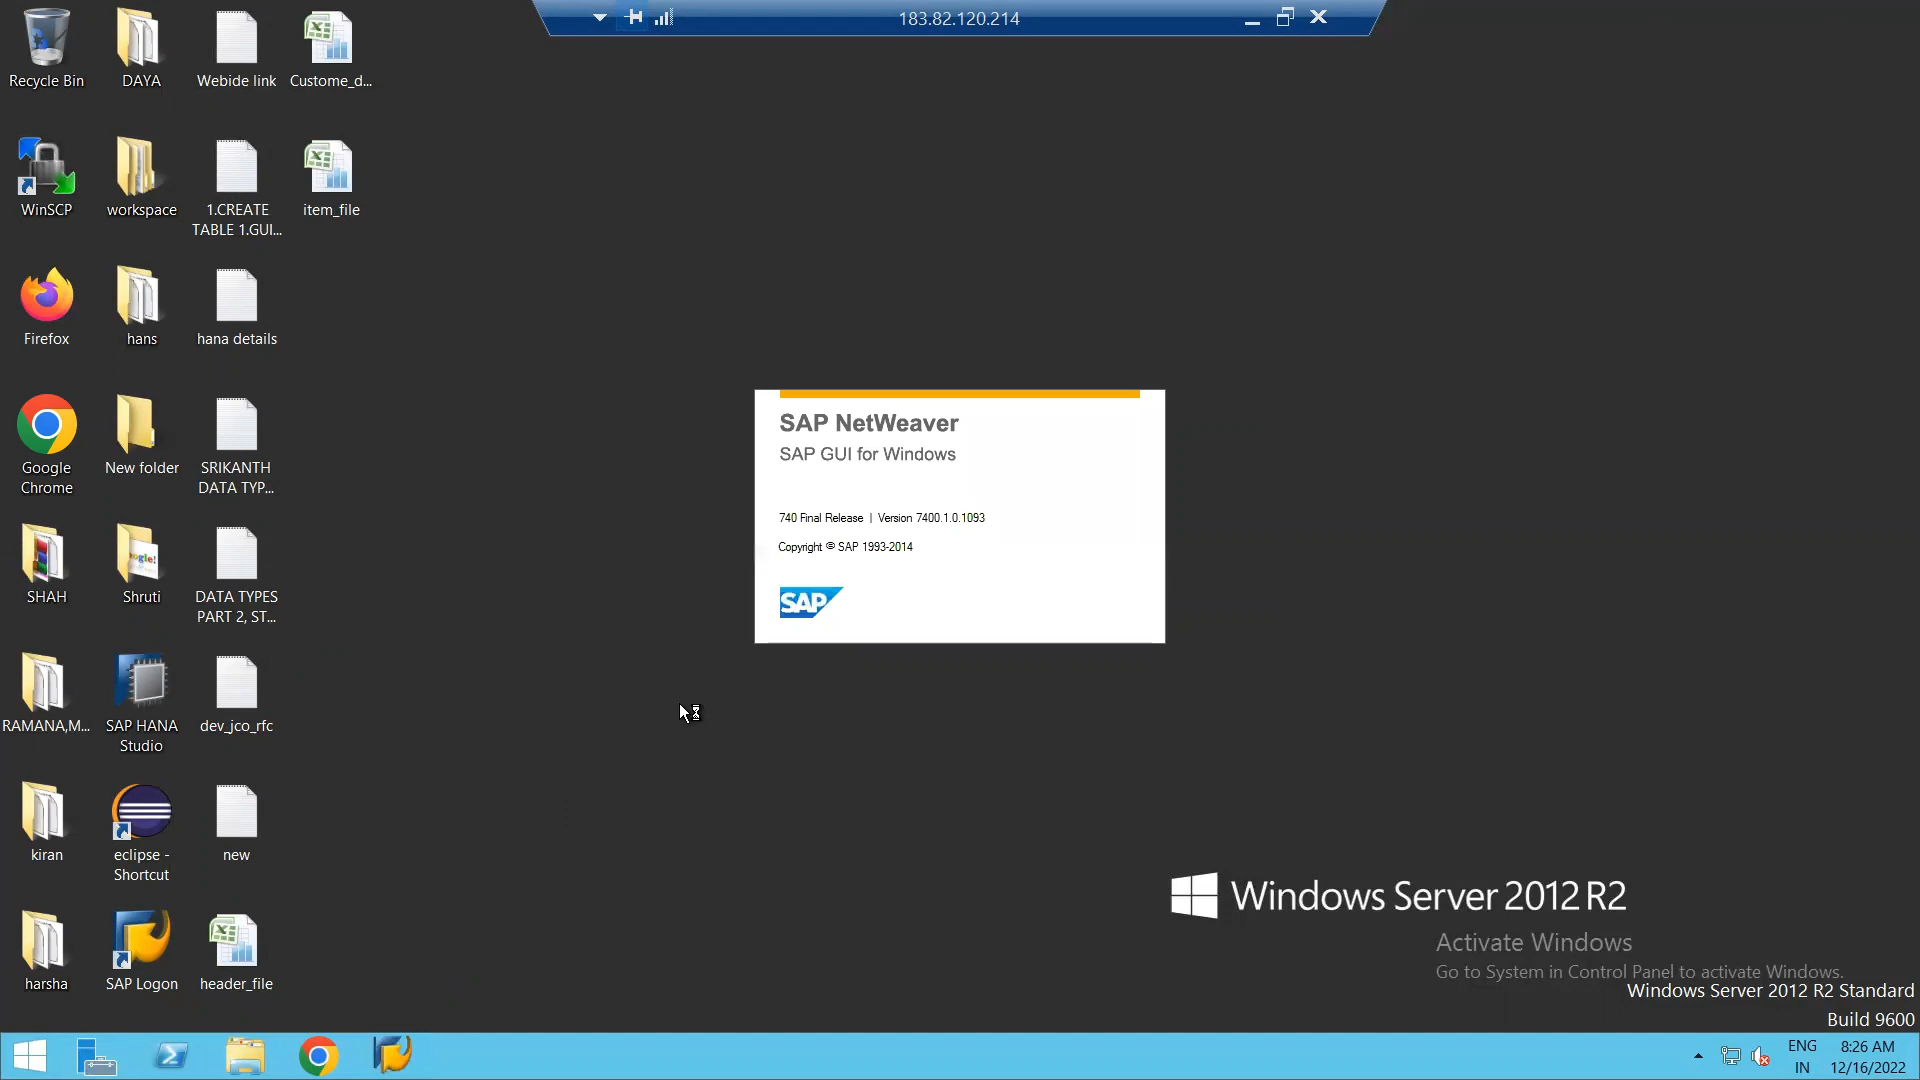 183.82.120.214
Recycle Bin
DAYA
Webide link
Custome_d...
WinSCP
workspace
1.CREATE
TABLE 1.GUI...
item_file
Firefox
hans
hana details
Google
Chrome
New folder
SRIKANTH
DATA TYP...
SHAH
Shruti
DATA TYPES
PART 2, ST...
RAMANA,M...
SAP HANA
Studio
dev_jco_rfc
kiran
eclipse -
Shortcut
new
harsha
SAP Logon
header_file
SAP NetWeaver
SAP GUI for Windows
740 Final Release | Version 7400.1.0.1093
Copyright © SAP 1993-2014
SAP
Windows Server 2012 R2
Activate Windows
Go to System in Control Panel to activate Windows.
Windows Server 2012 R2 Standard
Build 9600
ENG
IN
8:26 AM
12/16/2022